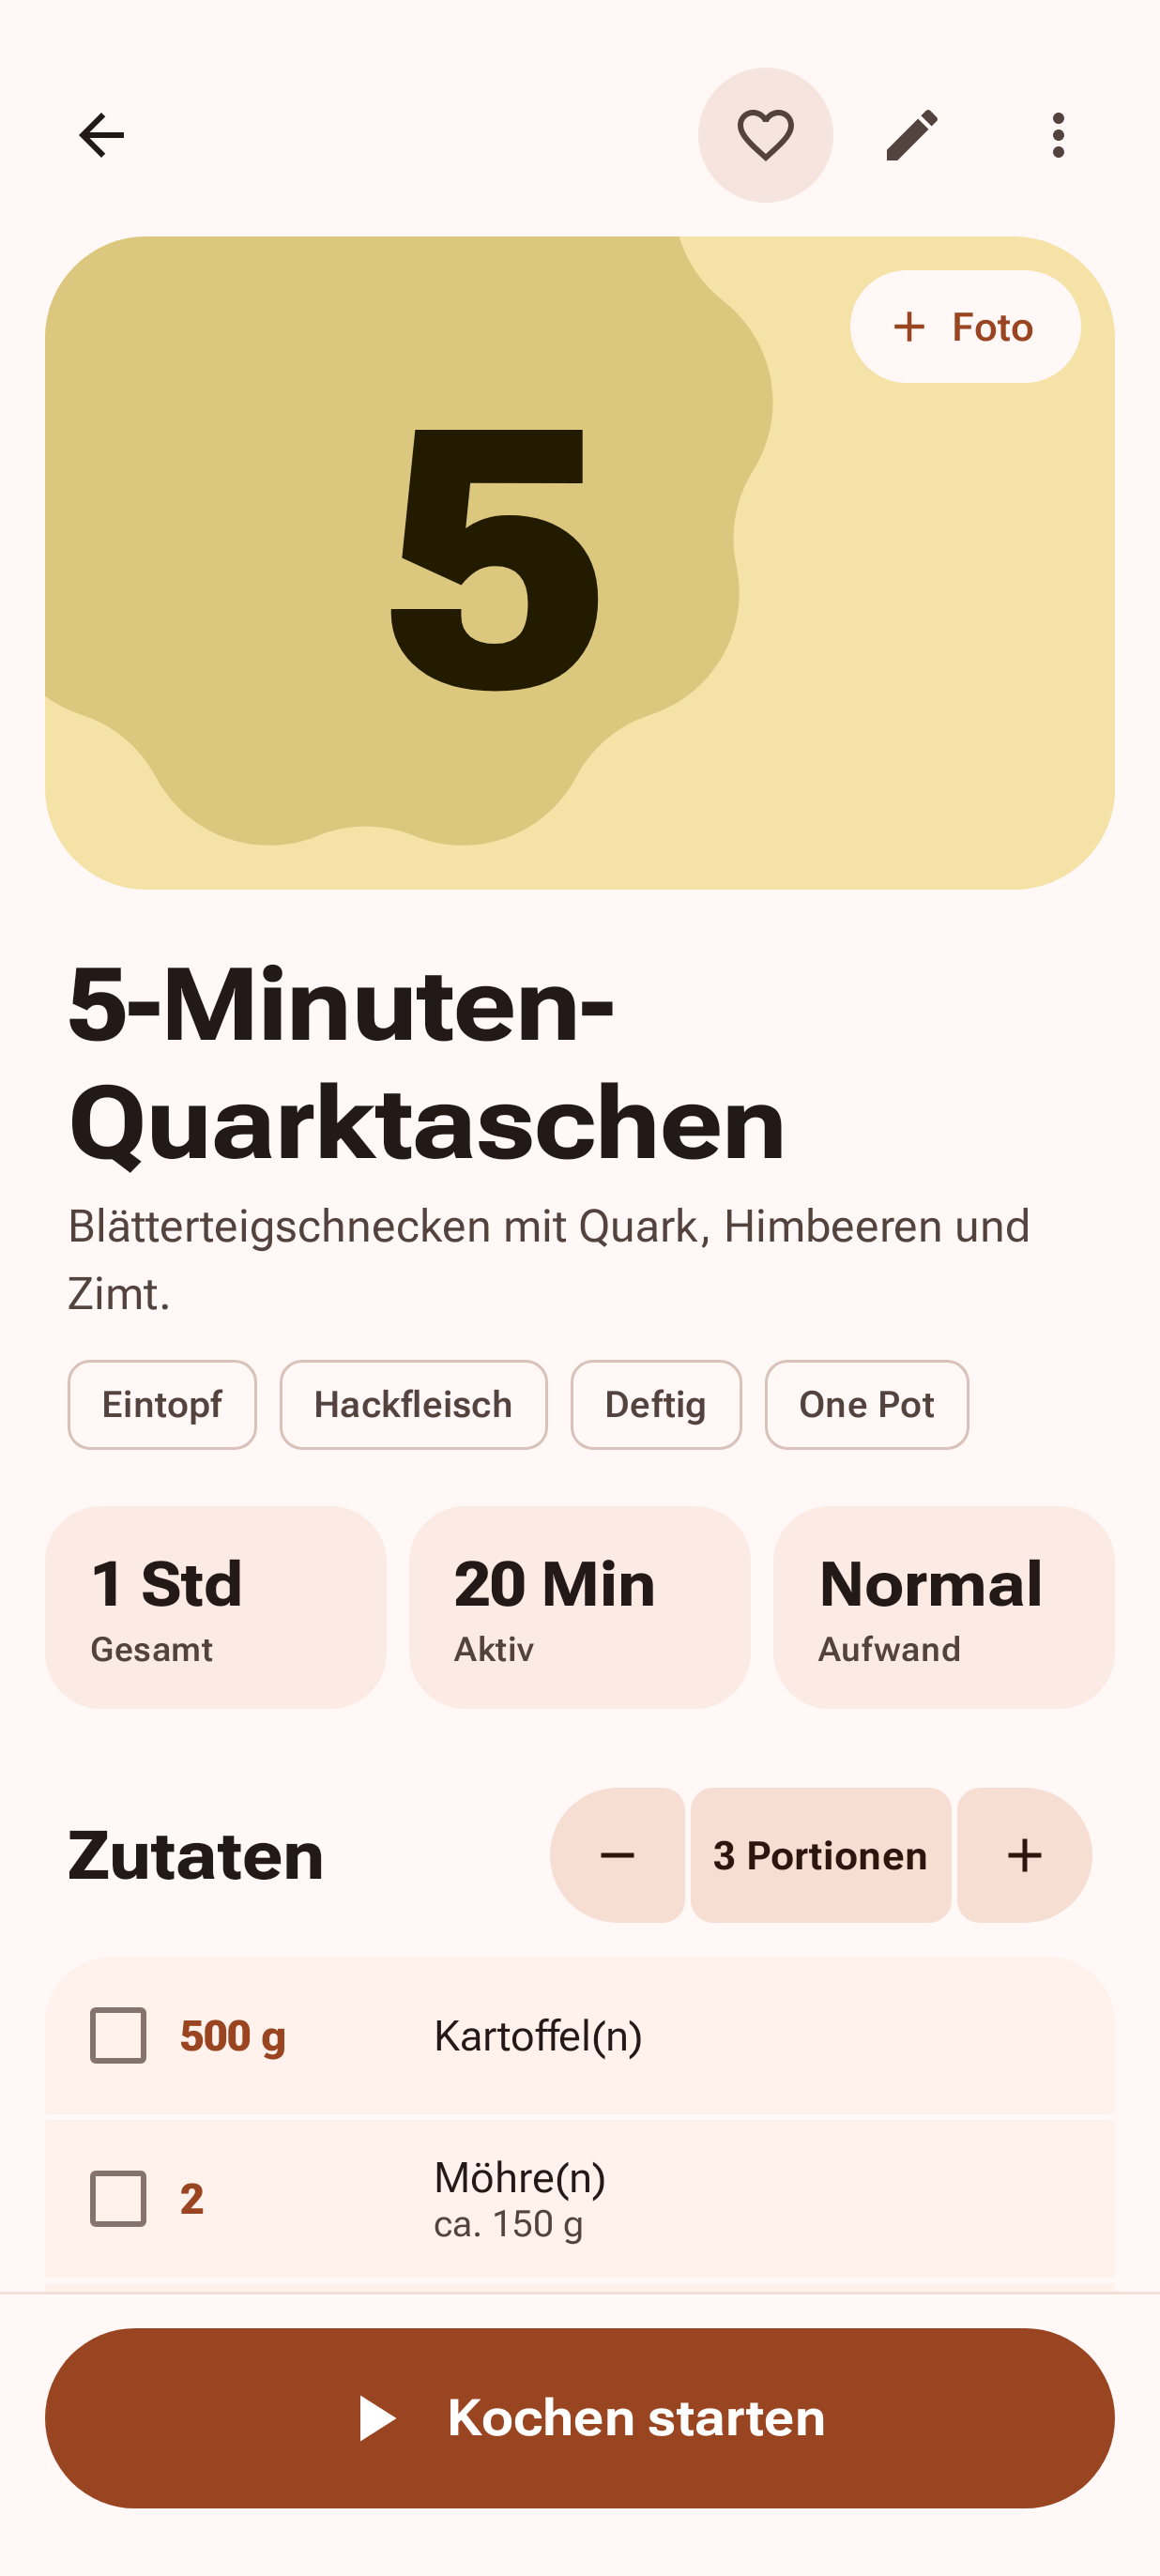 + Foto
5
5-Minuten-
Quarktaschen
Blätterteigschnecken mit Quark, Himbeeren und
Zimt.
Eintopf Hackfleisch Deftig One Pot
1 Std 20 Min Normal
Gesamt Aktiv Aufwand
Zutaten − 3 Portionen +
500 g Kartoffel(n)
2 Möhre(n)
ca. 150 g
Kochen starten